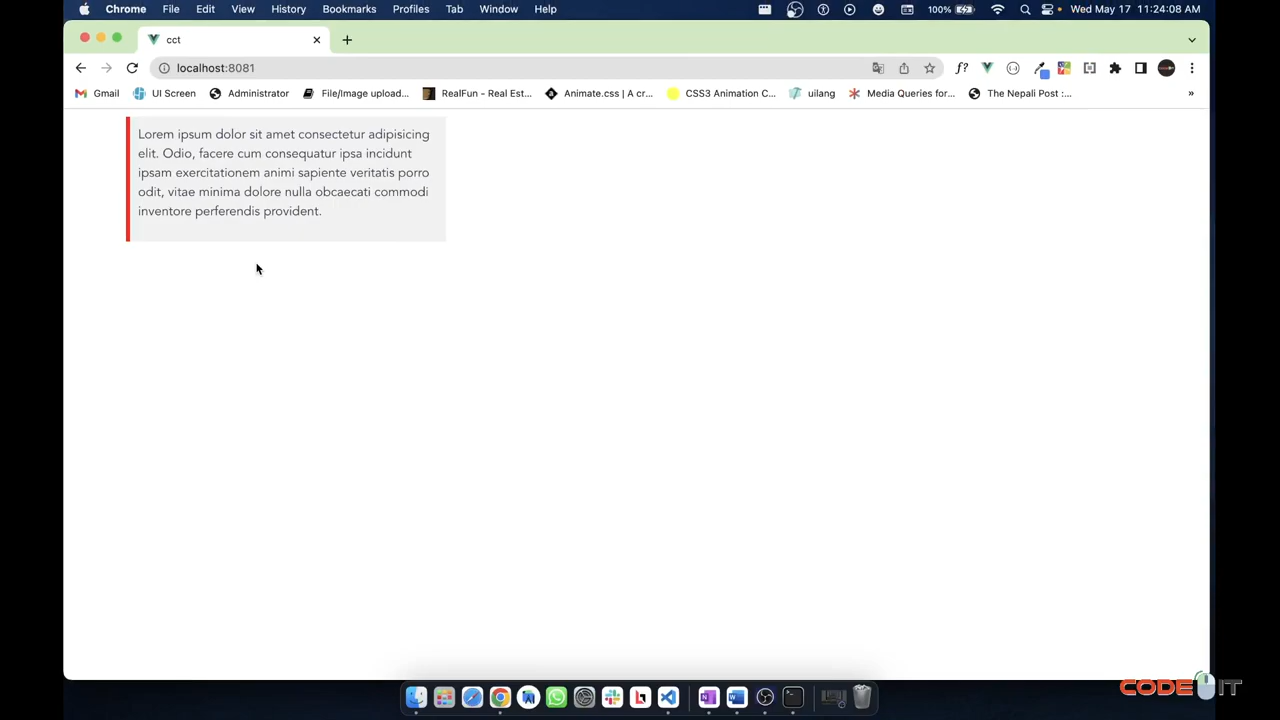 Chrome File Edit View History Bookmarks Profiles Tab Window Help 100% Wed May 17 11:24:08 AM
cct
localhost:8081
Gmail UI Screen Administrator File/Image upload... RealFun - Real Est... Animate.css | A cr... CSS3 Animation C... uilang Media Queries for... The Nepali Post :... »
Lorem ipsum dolor sit amet consectetur adipisicing
elit. Odio, facere cum consequatur ipsa incidunt
ipsam exercitationem animi sapiente veritatis porro
odit, vitae minima dolore nulla obcaecati commodi
inventore perferendis provident.
CODE IT